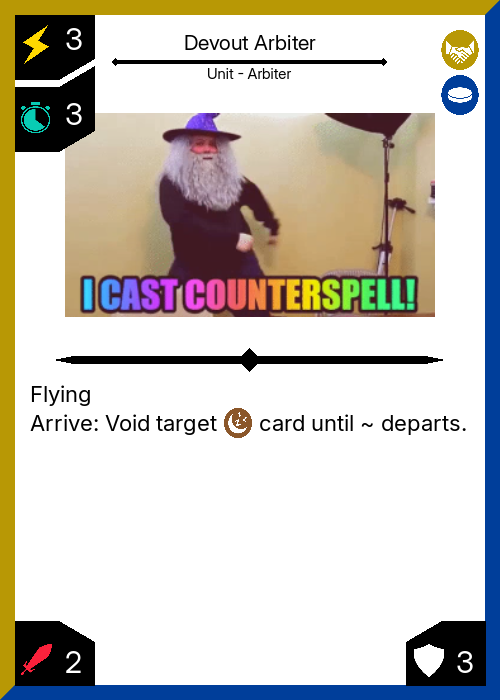 3
Devout Arbiter
Unit - Arbiter
3
I CAST COUNTERSPELL!
Flying
Arrive: Void target card until ~ departs.
2
3